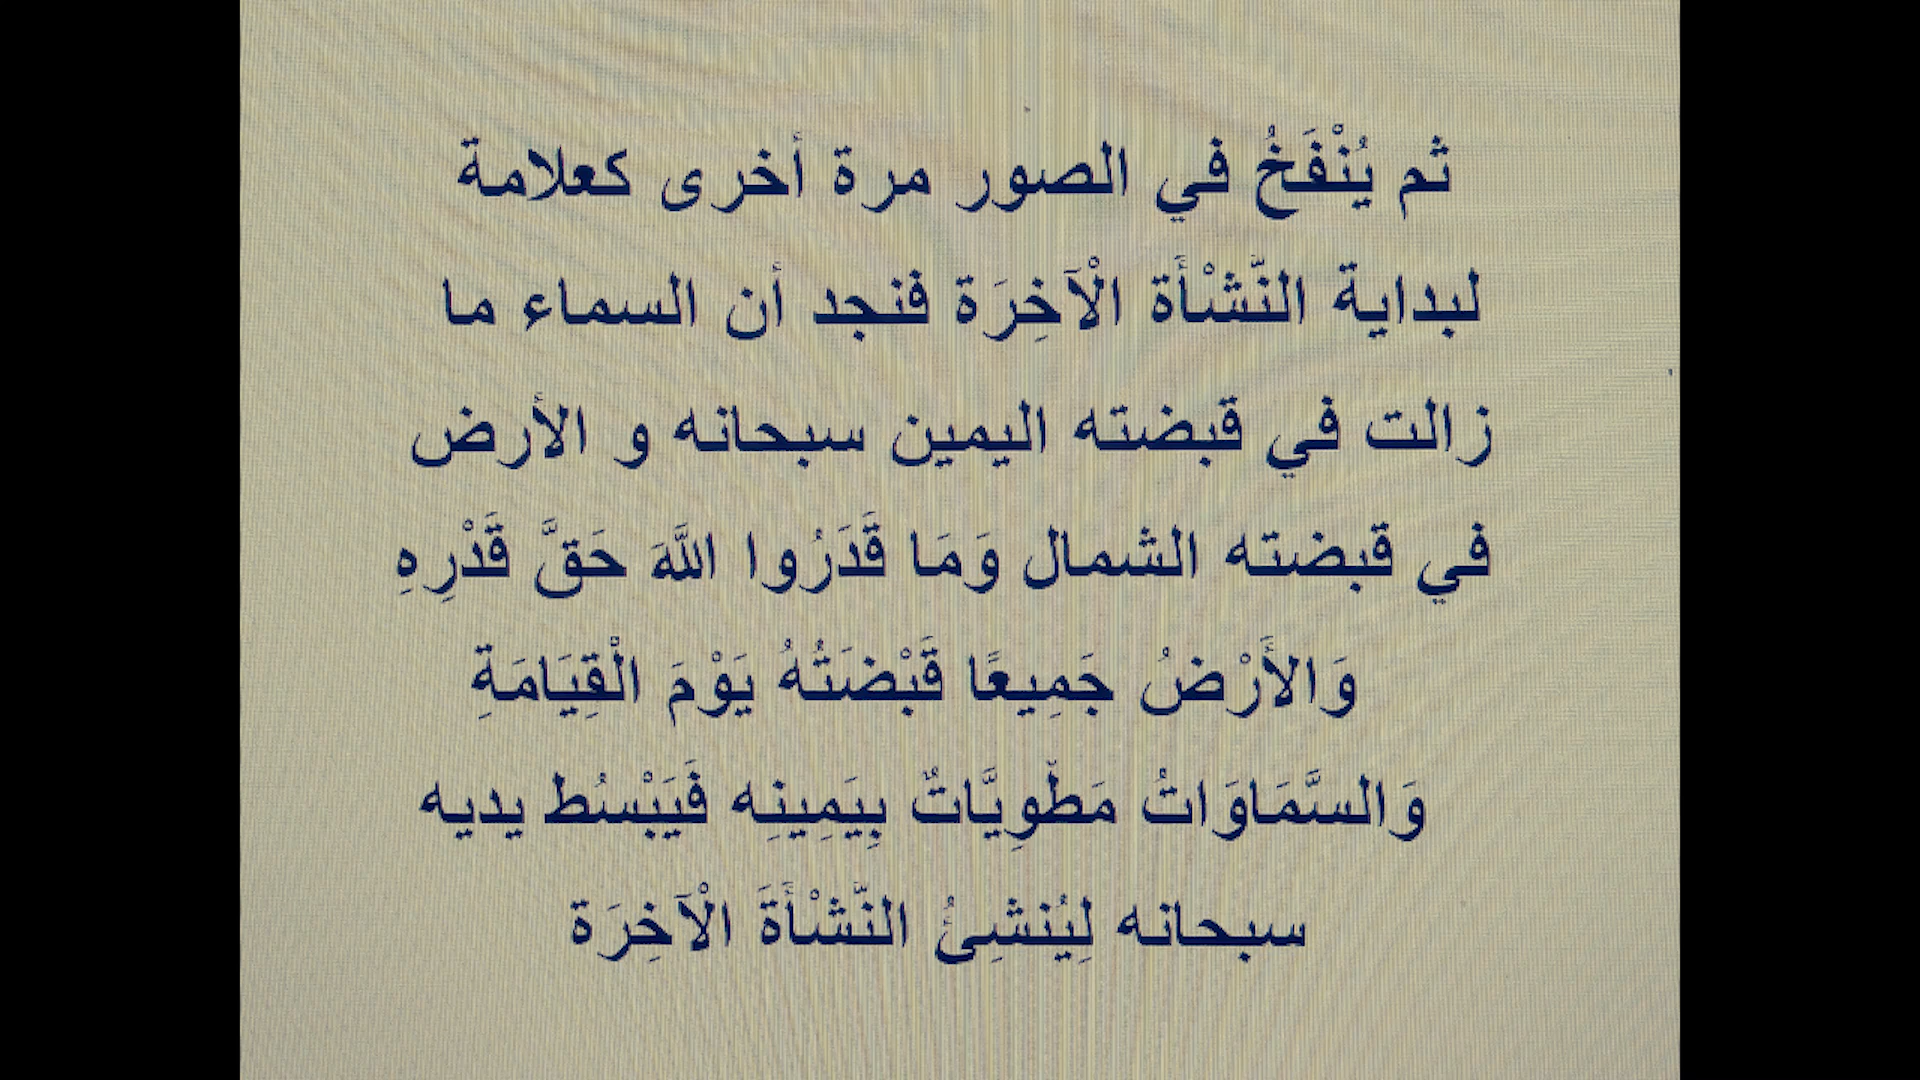 ثم يُنْفَخُ في الصور مرة أخرى كعلامة
لبداية النَّشْأَة الْآخِرَة فنجد أن السماء ما
زالت في قبضته اليمين سبحانه و الأرض
في قبضته الشمال وَمَا قَدَرُوا اللَّهَ حَقَّ قَدْرِهِ
وَالأَرْضُ جَمِيعًا قَبْضَتُهُ يَوْمَ الْقِيَامَةِ
وَالسَّمَاوَاتُ مَطْوِيَّاتٌ بِيَمِينِه فَيَبْسُط يديه
سبحانه لِيُنشِئُ النَّشْأَةَ الْآخِرَة